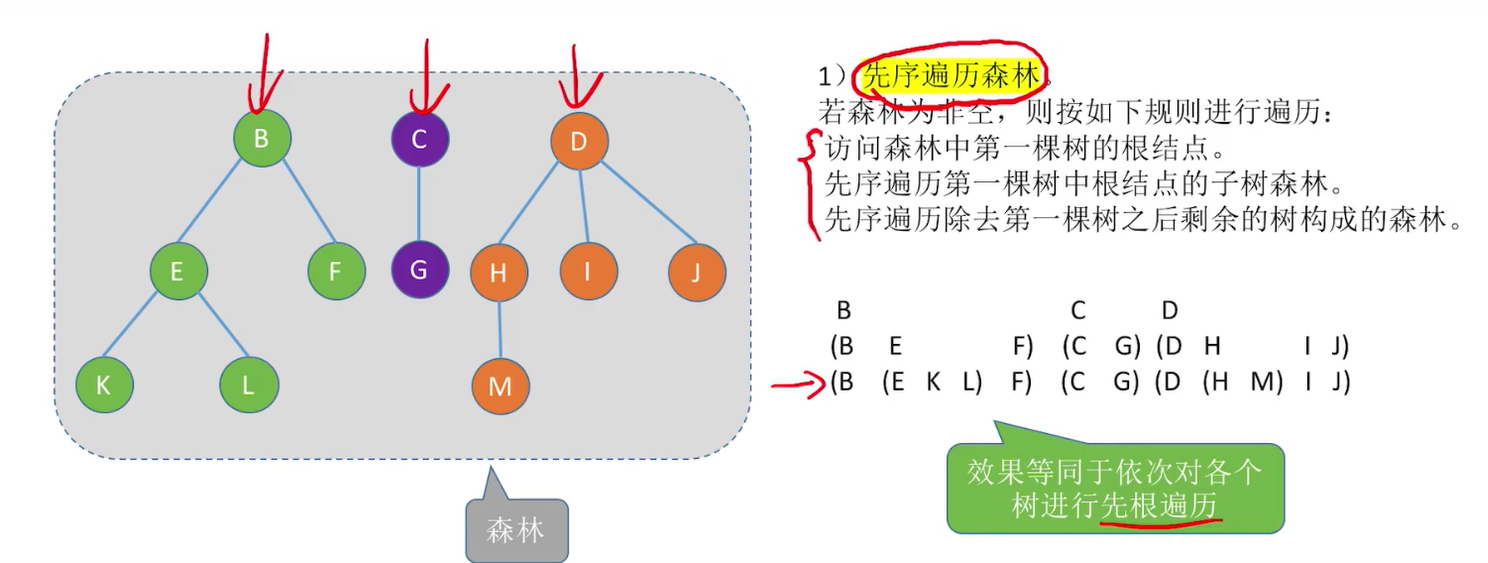 B C D
E F G H I J
K L M
森林
1）先序遍历森林。
若森林为非空，则按如下规则进行遍历：
访问森林中第一棵树的根结点。
先序遍历第一棵树中根结点的子树森林。
先序遍历除去第一棵树之后剩余的树构成的森林。
B C D
(B E F) (C G) (D H I J)
(B (E K L) F) (C G) (D (H M) I J)
效果等同于依次对各个
树进行先根遍历